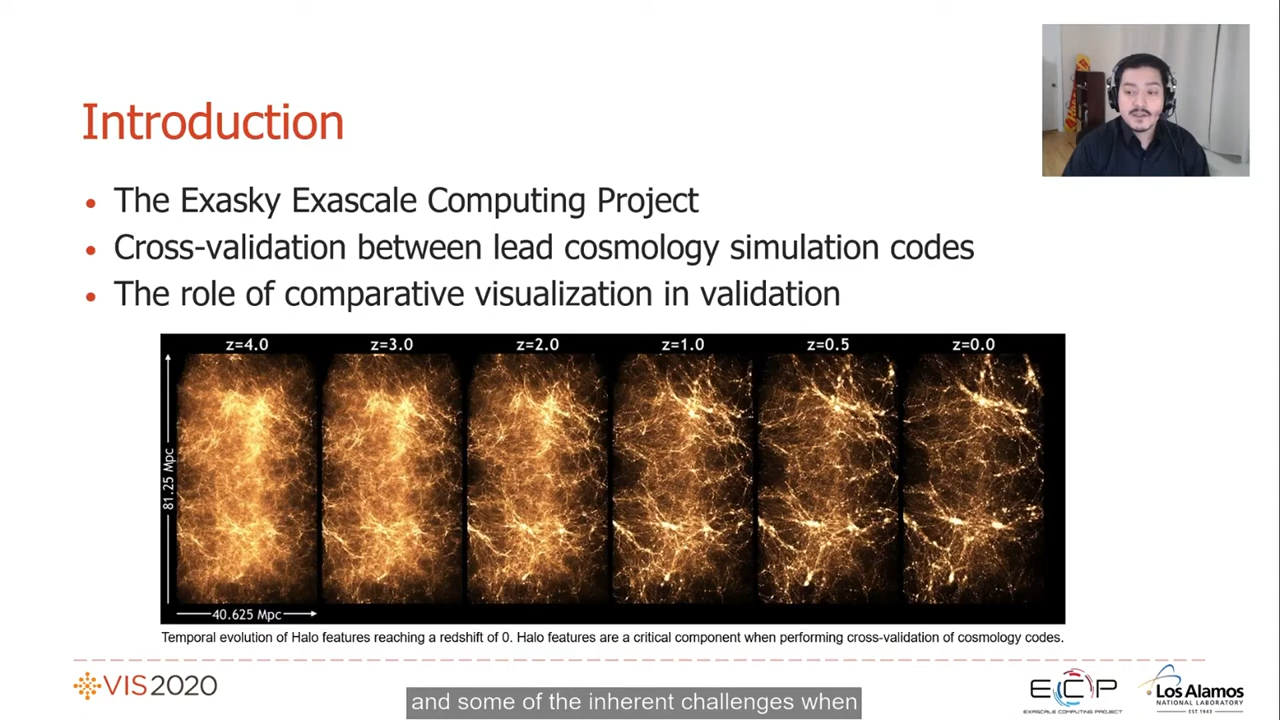 Introduction
• The Exasky Exascale Computing Project
• Cross-validation between lead cosmology simulation codes
• The role of comparative visualization in validation
z=4.0 z=3.0 z=2.0 z=1.0 z=0.5 z=0.0
81.25 Mpc
40.625 Mpc
Temporal evolution of Halo features reaching a redshift of 0. Halo features are a critical component when performing cross-validation of cosmology codes.
VIS2020
and some of the inherent challenges when
ECP
EXASCALE COMPUTING PROJECT
Los Alamos
NATIONAL LABORATORY
EST. 1943